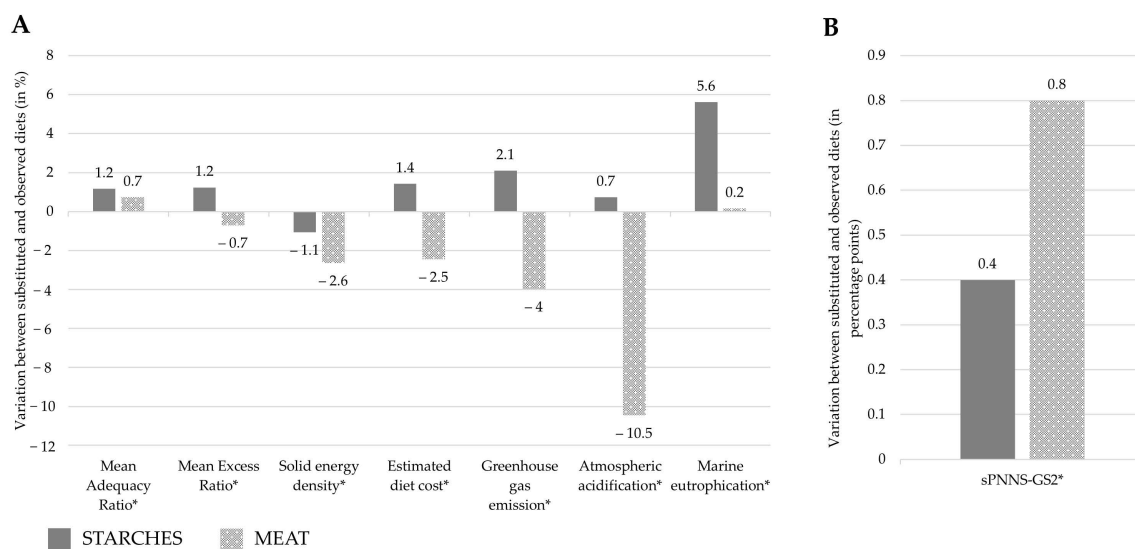 A
Variation between substituted and observed diets (in %)
8
6
4
2
0
− 2
− 4
− 6
− 8
− 10
− 12
1.2
0.7
1.2
− 0.7
− 1.1
− 2.6
1.4
− 2.5
2.1
− 4
0.7
− 10.5
5.6
0.2
Mean
Adequacy
Ratio*
Mean Excess
Ratio*
Solid energy
density*
Estimated
diet cost*
Greenhouse
gas
emission*
Atmospheric
acidification*
Marine
eutrophication*
STARCHES
MEAT
B
Variation between substituted and observed diets (in
percentage points)
0.9
0.8
0.7
0.6
0.5
0.4
0.3
0.2
0.1
0
0.4
0.8
sPNNS-GS2*